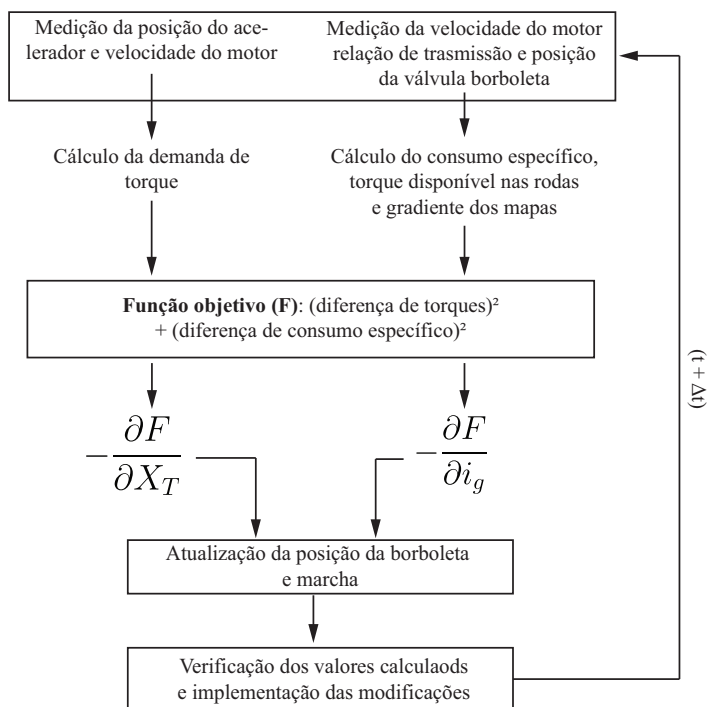 Medição da posição do ace-
lerador e velocidade do motor
Medição da velocidade do motor
relação de trasmissão e posição
da válvula borboleta
Cálculo da demanda de
torque
Cálculo do consumo específico,
torque disponível nas rodas
e gradiente dos mapas
Função objetivo (F): (diferença de torques)²
+ (diferença de consumo específico)²
(t + Δt)
−∂F/∂X_T
−∂F/∂i_g
Atualização da posição da borboleta
e marcha
Verificação dos valores calculaods
e implementação das modificações